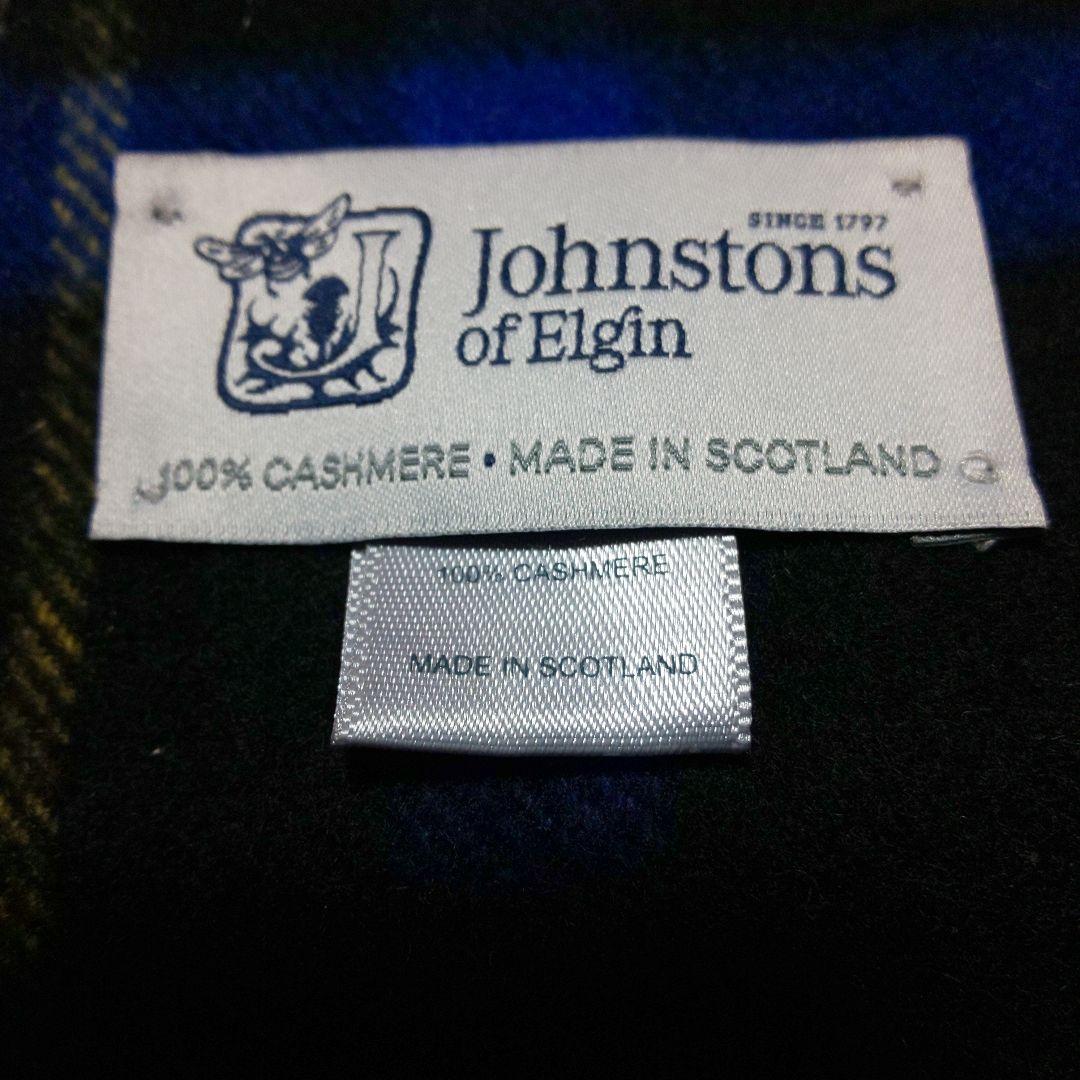 SINCE 1797
Johnstons
of Elgin
100% CASHMERE • MADE IN SCOTLAND
100% CASHMERE
MADE IN SCOTLAND